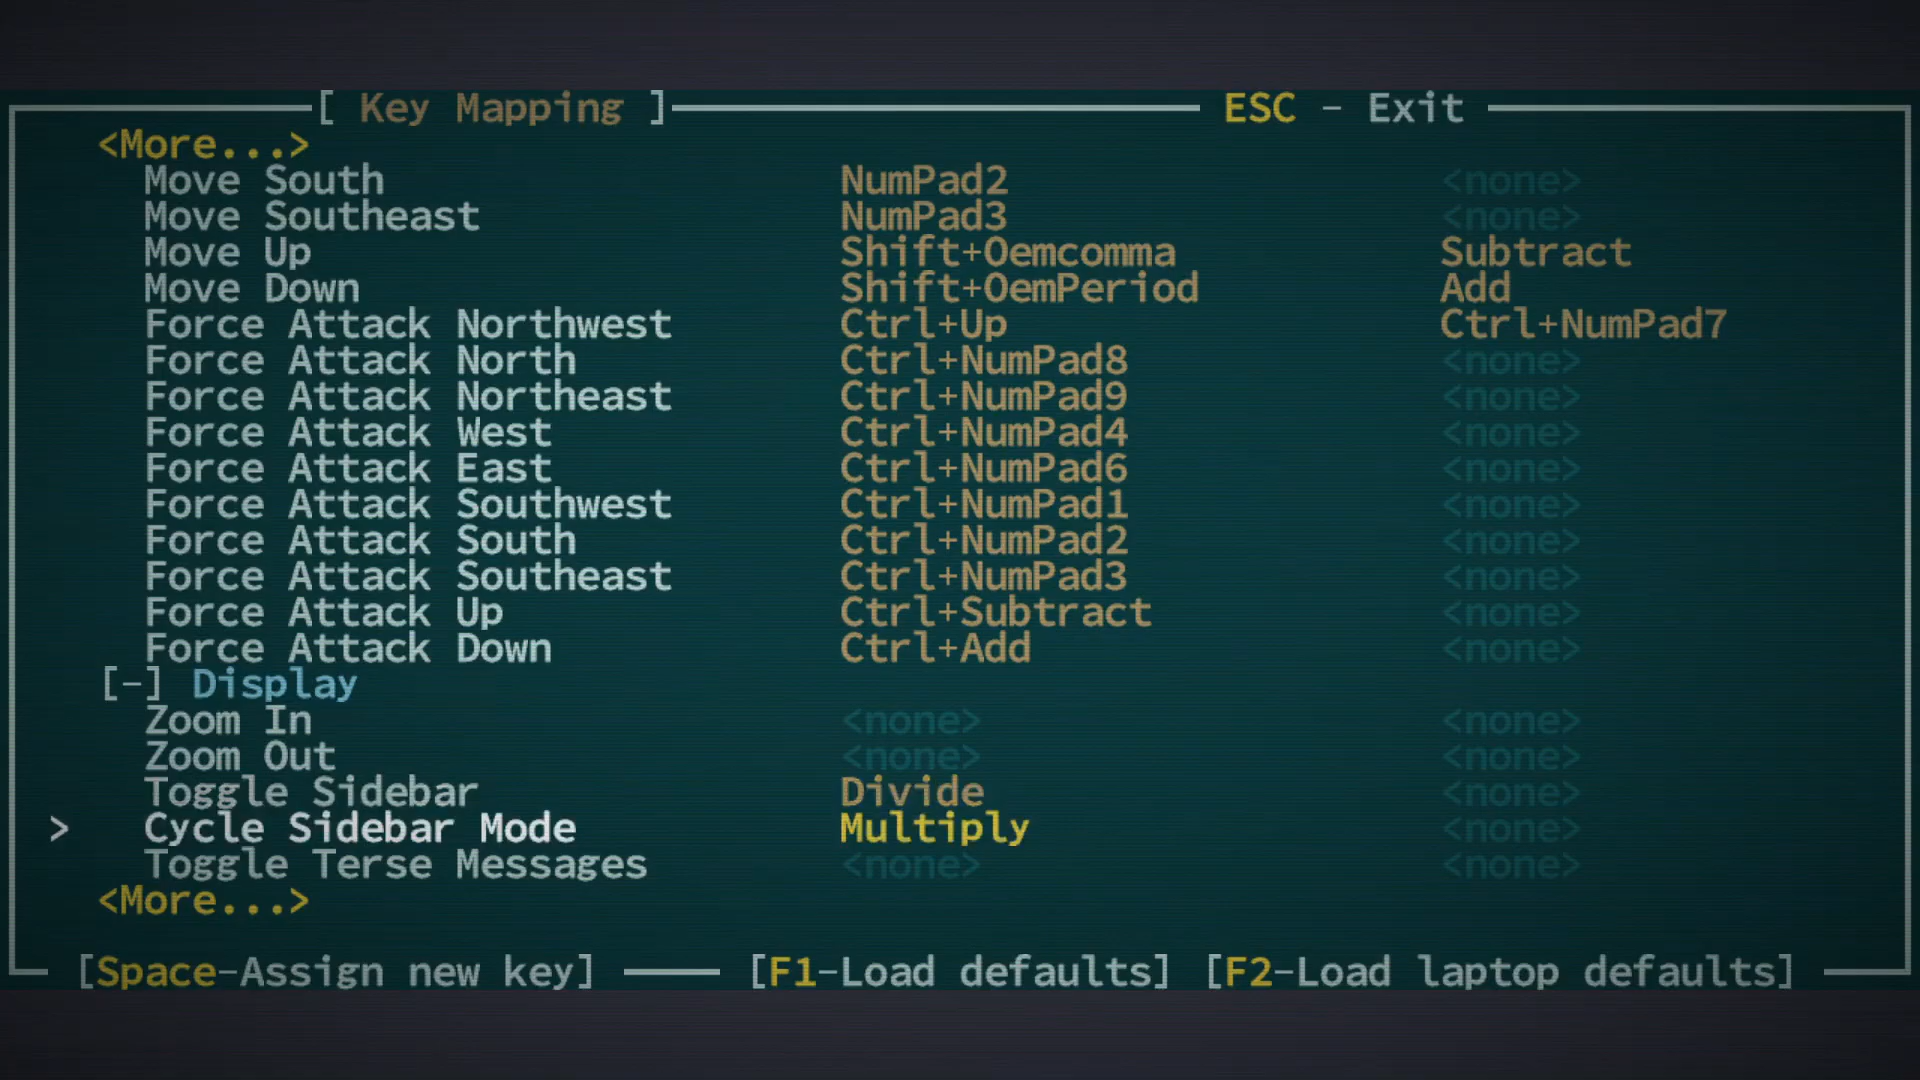 [ Key Mapping ] ESC - Exit
<More...>
Move South NumPad2 <none>
Move Southeast NumPad3 <none>
Move Up Shift+Oemcomma Subtract
Move Down Shift+OemPeriod Add
Force Attack Northwest Ctrl+Up Ctrl+NumPad7
Force Attack North Ctrl+NumPad8 <none>
Force Attack Northeast Ctrl+NumPad9 <none>
Force Attack West Ctrl+NumPad4 <none>
Force Attack East Ctrl+NumPad6 <none>
Force Attack Southwest Ctrl+NumPad1 <none>
Force Attack South Ctrl+NumPad2 <none>
Force Attack Southeast Ctrl+NumPad3 <none>
Force Attack Up Ctrl+Subtract <none>
Force Attack Down Ctrl+Add <none>
[-] Display
Zoom In <none> <none>
Zoom Out <none> <none>
Toggle Sidebar Divide <none>
> Cycle Sidebar Mode Multiply <none>
Toggle Terse Messages <none> <none>
<More...>
[Space-Assign new key] [F1-Load defaults] [F2-Load laptop defaults]